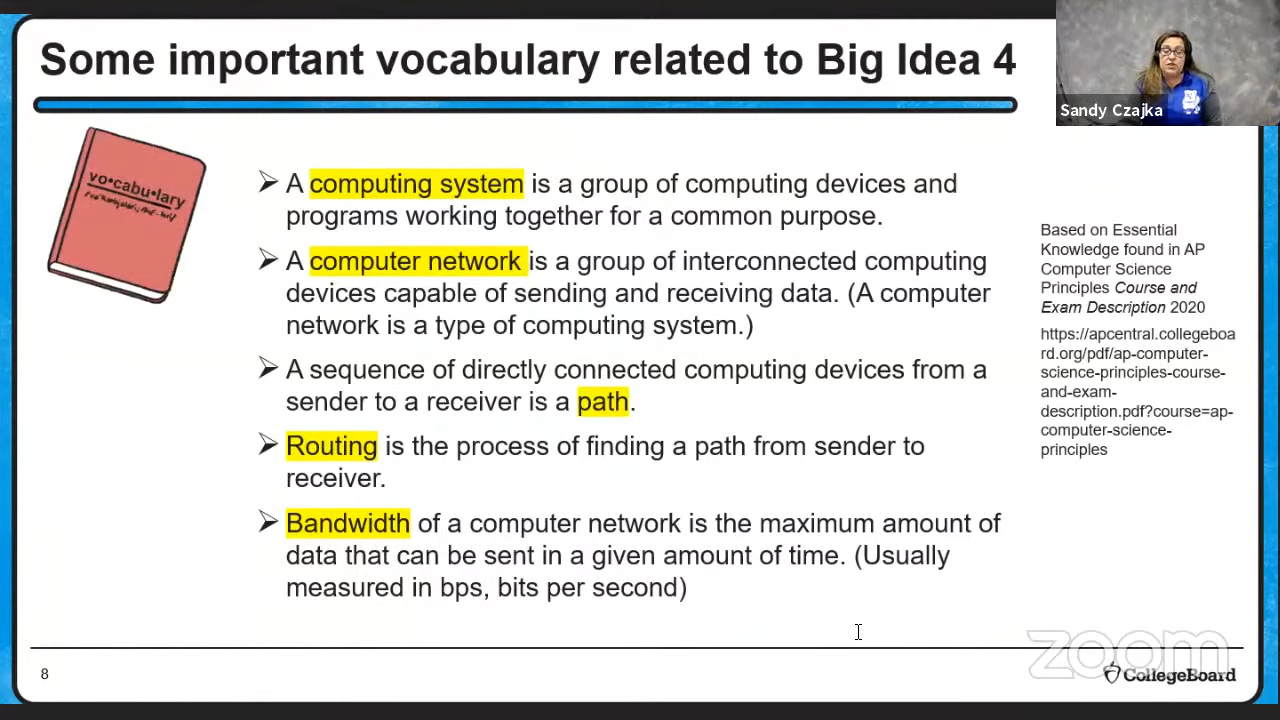 Some important vocabulary related to Big Idea 4
Sandy Czajka
vo•cabu•lary
➢ A computing system is a group of computing devices and
programs working together for a common purpose.
➢ A computer network is a group of interconnected computing
devices capable of sending and receiving data. (A computer
network is a type of computing system.)
➢ A sequence of directly connected computing devices from a
sender to a receiver is a path.
➢ Routing is the process of finding a path from sender to
receiver.
➢ Bandwidth of a computer network is the maximum amount of
data that can be sent in a given amount of time. (Usually
measured in bps, bits per second)
Based on Essential
Knowledge found in AP
Computer Science
Principles Course and
Exam Description 2020
https://apcentral.collegeboa
rd.org/pdf/ap-computer-
science-principles-course-
and-exam-
description.pdf?course=ap-
computer-science-
principles
8
zoom
CollegeBoard